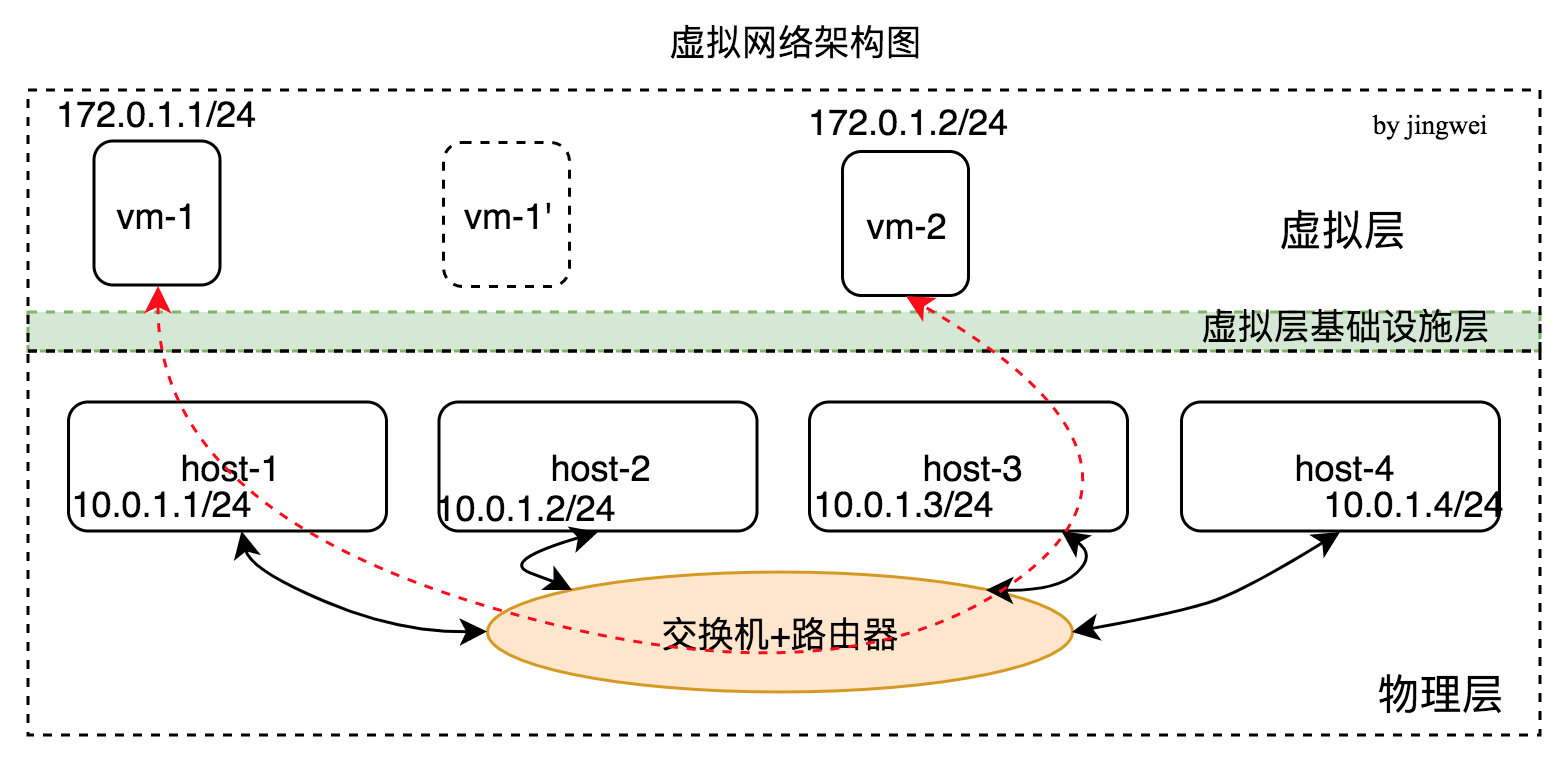 虚拟网络架构图
172.0.1.1/24
172.0.1.2/24
by jingwei
vm-1
vm-1'
vm-2
虚拟层
虚拟层基础设施层
host-1
10.0.1.1/24
host-2
10.0.1.2/24
host-3
10.0.1.3/24
host-4
10.0.1.4/24
交换机+路由器
物理层